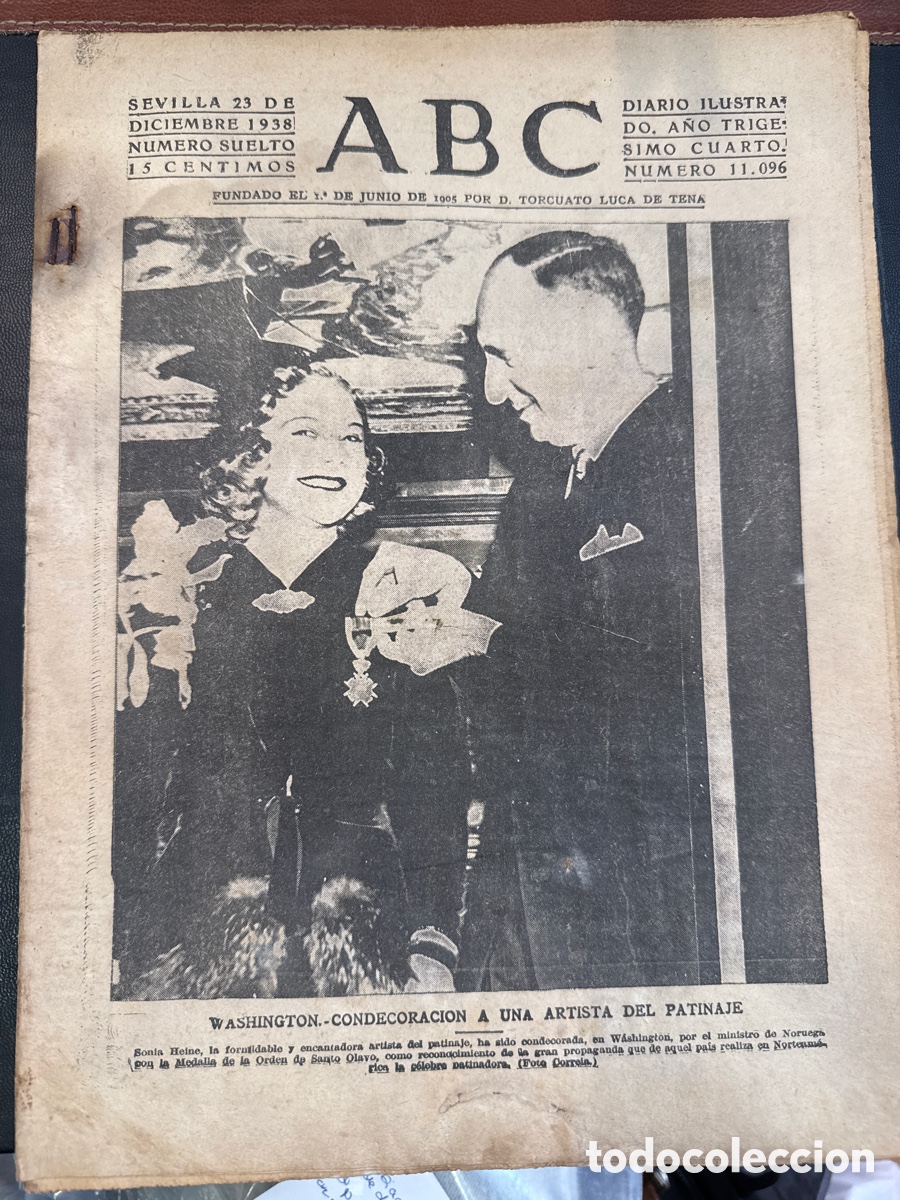 SEVILLA 23 DE
DICIEMBRE 1938
NUMERO SUELTO
15 CENTIMOS
ABC
DIARIO ILUSTRA-
DO. AÑO TRIGE-
SIMO CUARTO.
NUMERO 11.096
FUNDADO EL 1.º DE JUNIO DE 1905 POR D. TORCUATO LUCA DE TENA
WASHINGTON.-CONDECORACION A UNA ARTISTA DEL PATINAJE
Sonia Heine, la formidable y encantadora artista del patinaje, ha sido condecorada, en Wáshington, por el ministro de Noruega
con la Medalla de la Orden de Santo Olavo, como reconocimiento de la gran propaganda que de aquel país realiza en Norteamé-
rica la célebre patinadora. (Foto Correia.)
todocoleccion